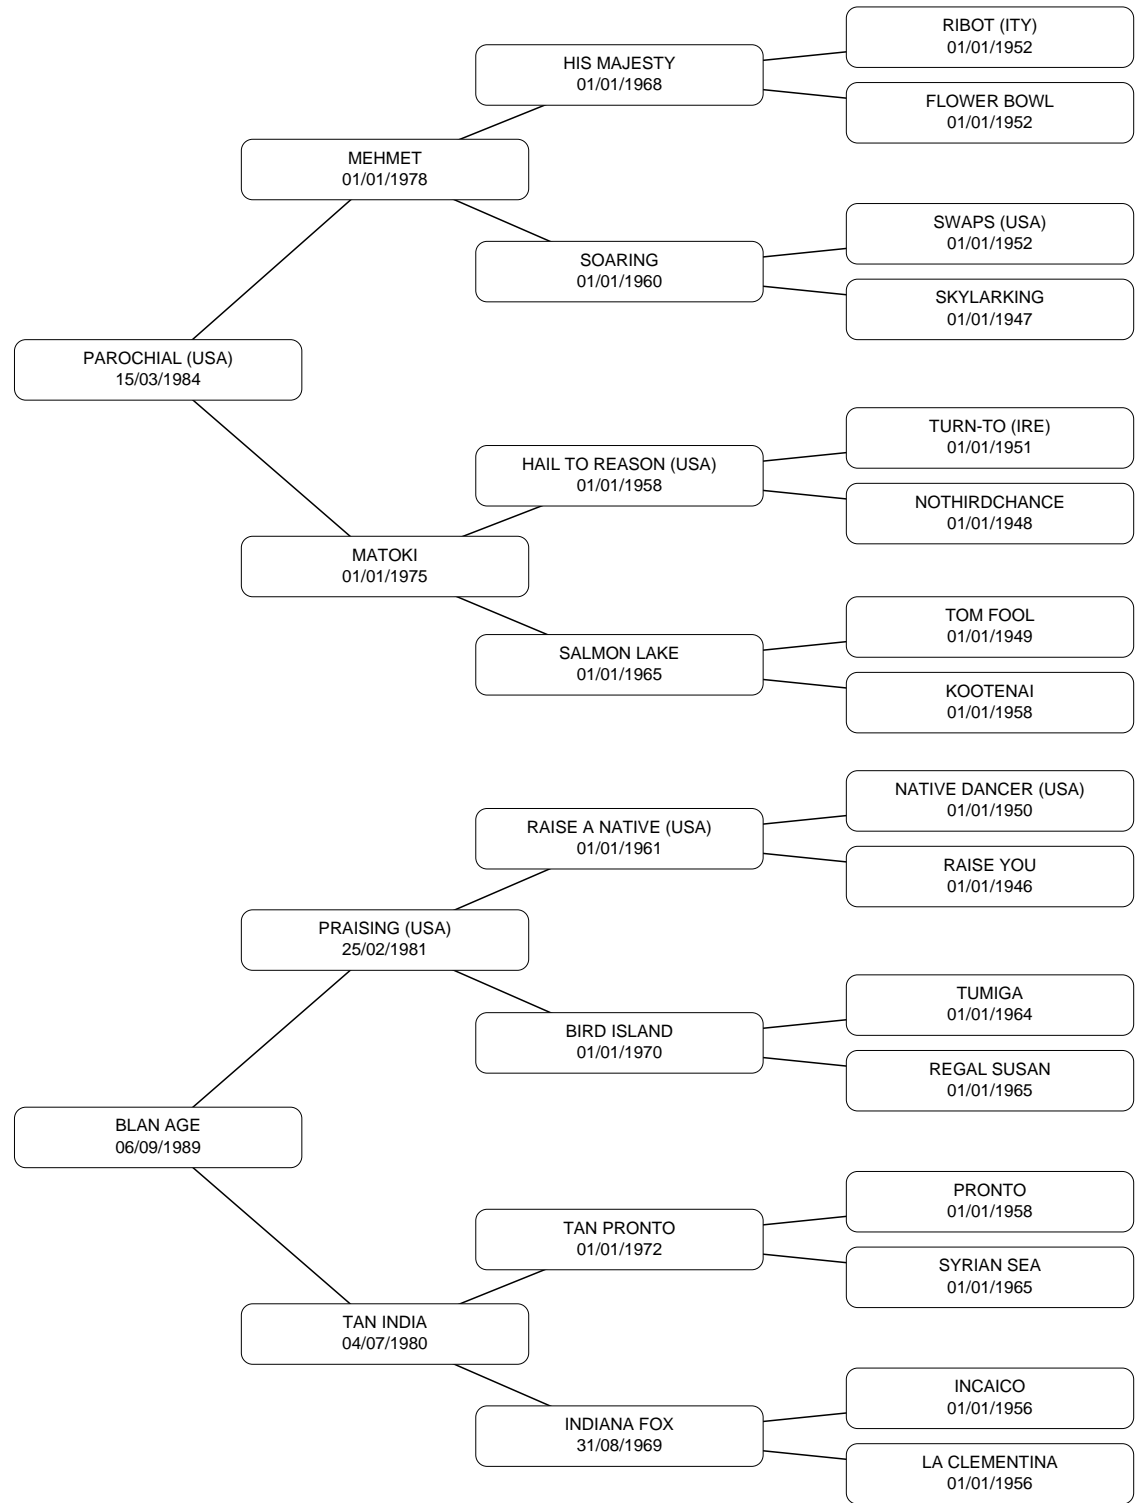 RIBOT (ITY)
01/01/1952
HIS MAJESTY
01/01/1968
FLOWER BOWL
01/01/1952
MEHMET
01/01/1978
SWAPS (USA)
01/01/1952
SOARING
01/01/1960
SKYLARKING
01/01/1947
PAROCHIAL (USA)
15/03/1984
TURN-TO (IRE)
01/01/1951
HAIL TO REASON (USA)
01/01/1958
NOTHIRDCHANCE
01/01/1948
MATOKI
01/01/1975
TOM FOOL
01/01/1949
SALMON LAKE
01/01/1965
KOOTENAI
01/01/1958
NATIVE DANCER (USA)
01/01/1950
RAISE A NATIVE (USA)
01/01/1961
RAISE YOU
01/01/1946
PRAISING (USA)
25/02/1981
TUMIGA
01/01/1964
BIRD ISLAND
01/01/1970
REGAL SUSAN
01/01/1965
BLAN AGE
06/09/1989
PRONTO
01/01/1958
TAN PRONTO
01/01/1972
SYRIAN SEA
01/01/1965
TAN INDIA
04/07/1980
INCAICO
01/01/1956
INDIANA FOX
31/08/1969
LA CLEMENTINA
01/01/1956